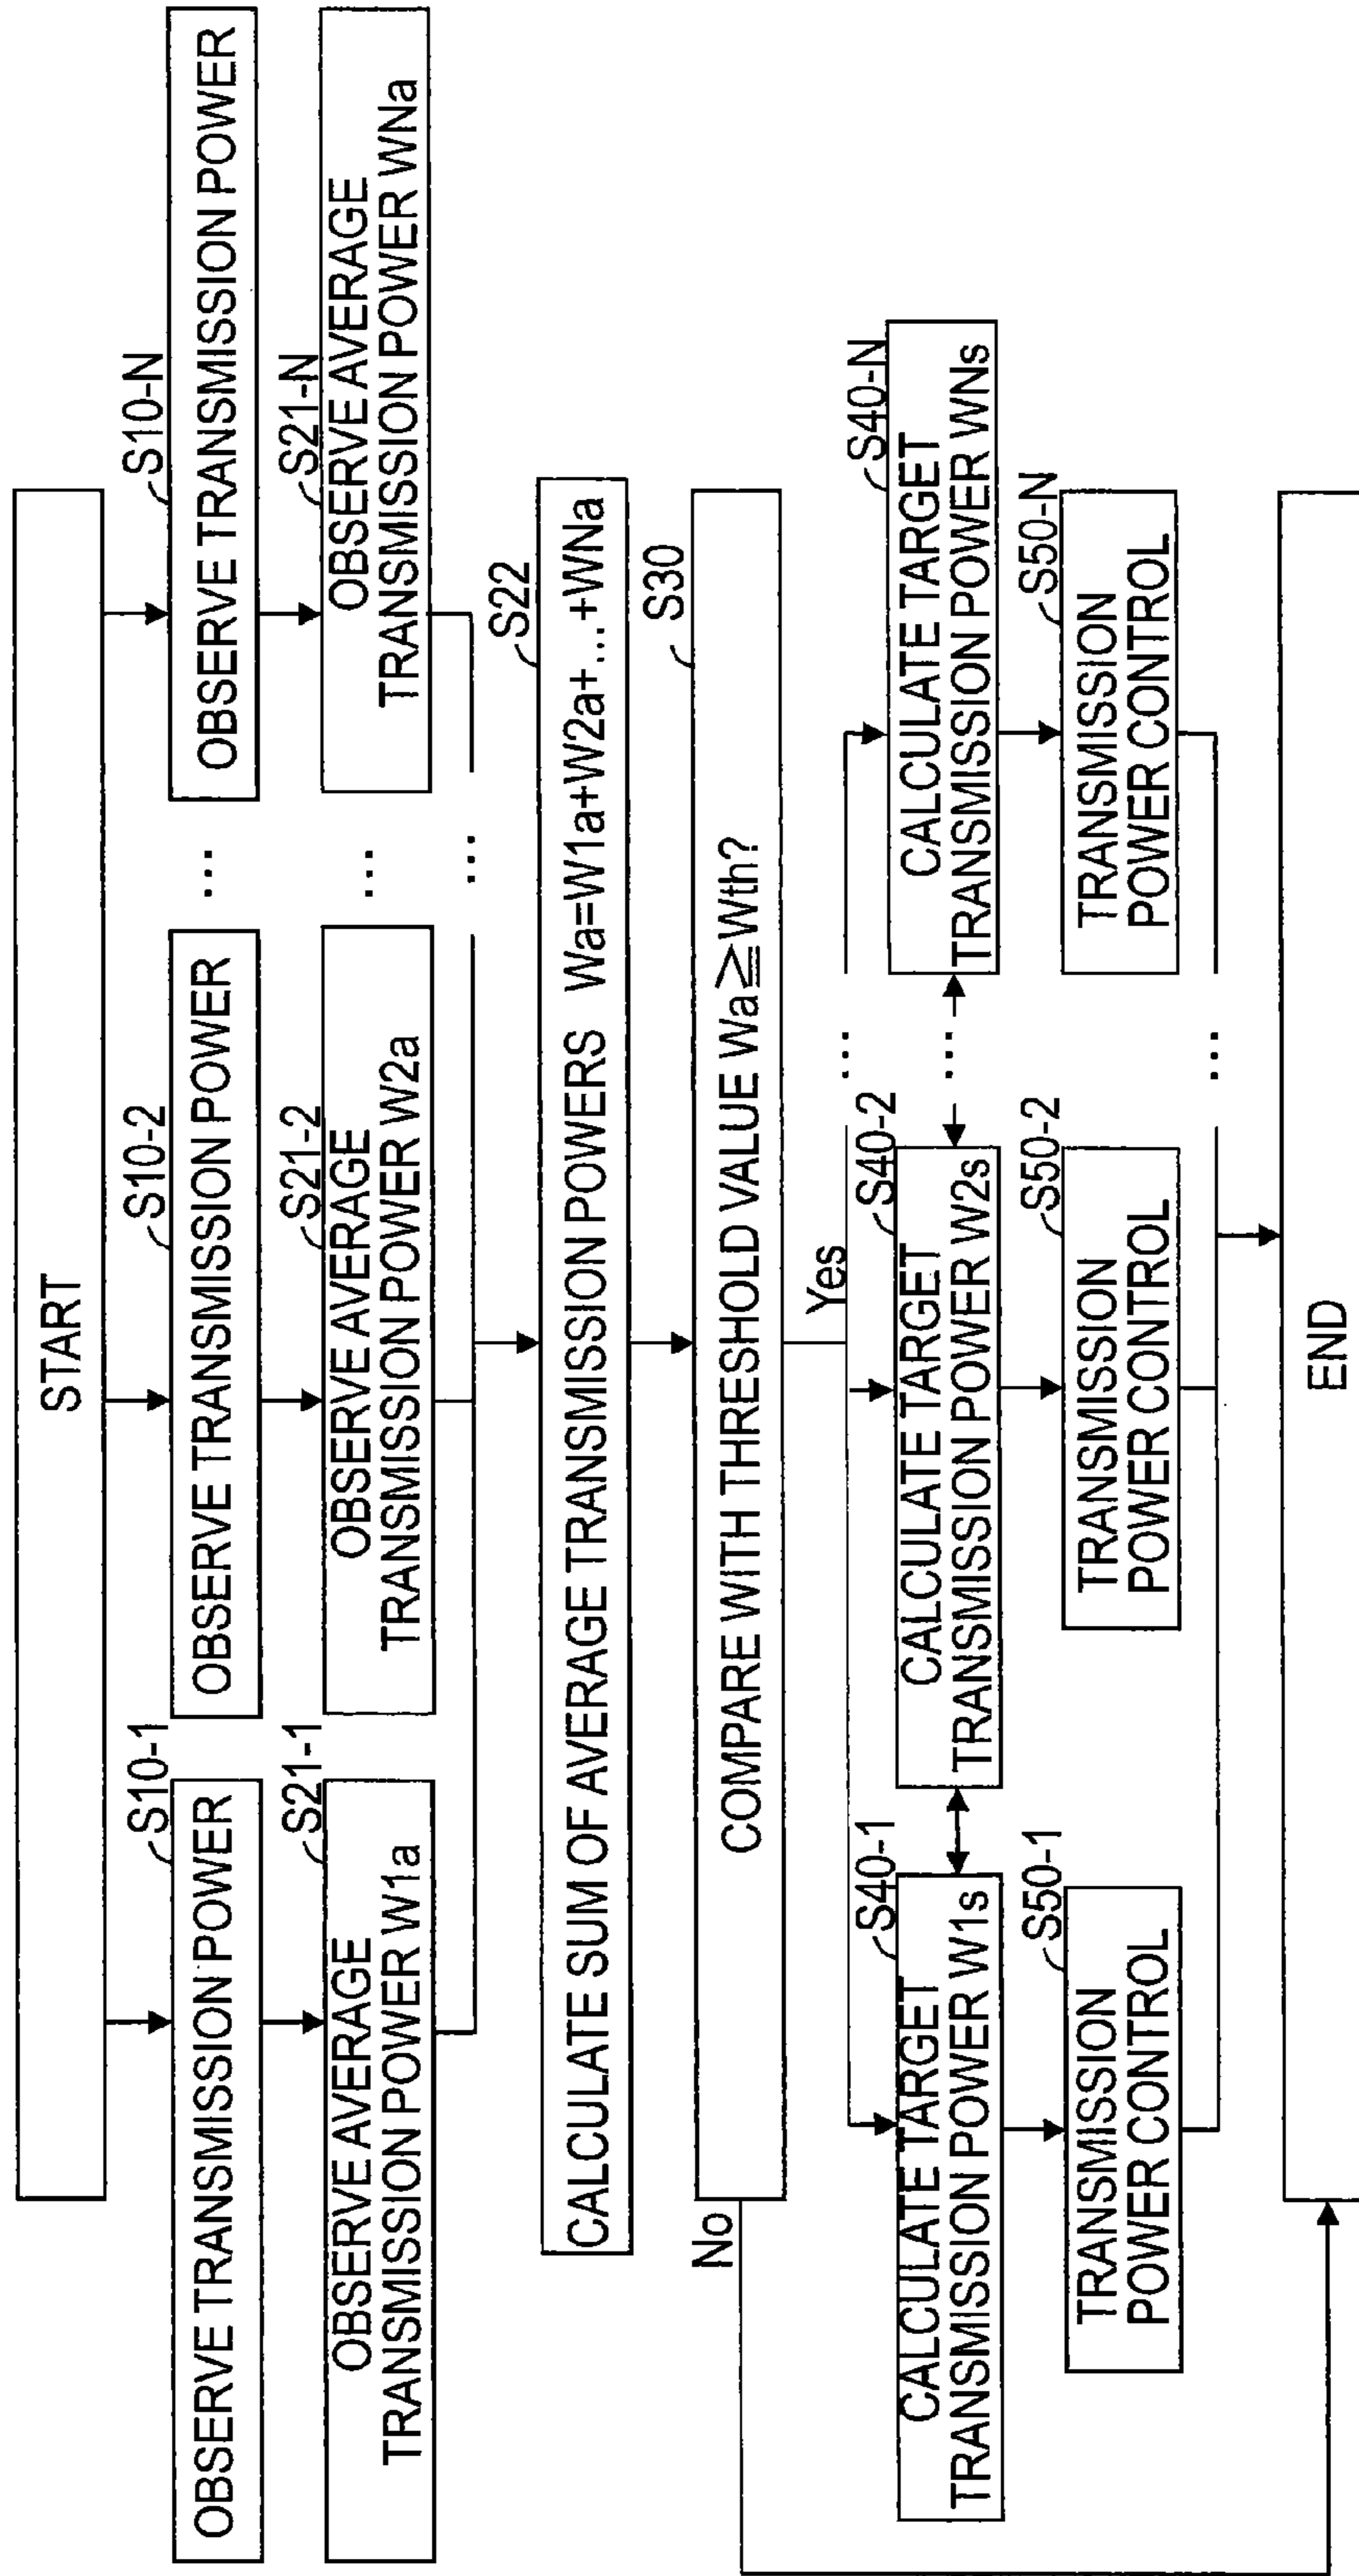 START
S10-1
S10-2
S10-N
OBSERVE TRANSMISSION POWER
OBSERVE TRANSMISSION POWER
...
OBSERVE TRANSMISSION POWER
S21-1
S21-2
S21-N
OBSERVE AVERAGE
TRANSMISSION POWER W1a
OBSERVE AVERAGE
TRANSMISSION POWER W2a
...
OBSERVE AVERAGE
TRANSMISSION POWER WNa
...
S22
CALCULATE SUM OF AVERAGE TRANSMISSION POWERS Wa=W1a+W2a+...+WNa
S30
COMPARE WITH THRESHOLD VALUE Wa≧Wth?
No
Yes
...
S40-1
S40-2
S40-N
CALCULATE TARGET
TRANSMISSION POWER W1s
CALCULATE TARGET
TRANSMISSION POWER W2s
...
CALCULATE TARGET
TRANSMISSION POWER WNs
S50-1
S50-2
S50-N
TRANSMISSION
POWER CONTROL
TRANSMISSION
POWER CONTROL
TRANSMISSION
POWER CONTROL
...
END